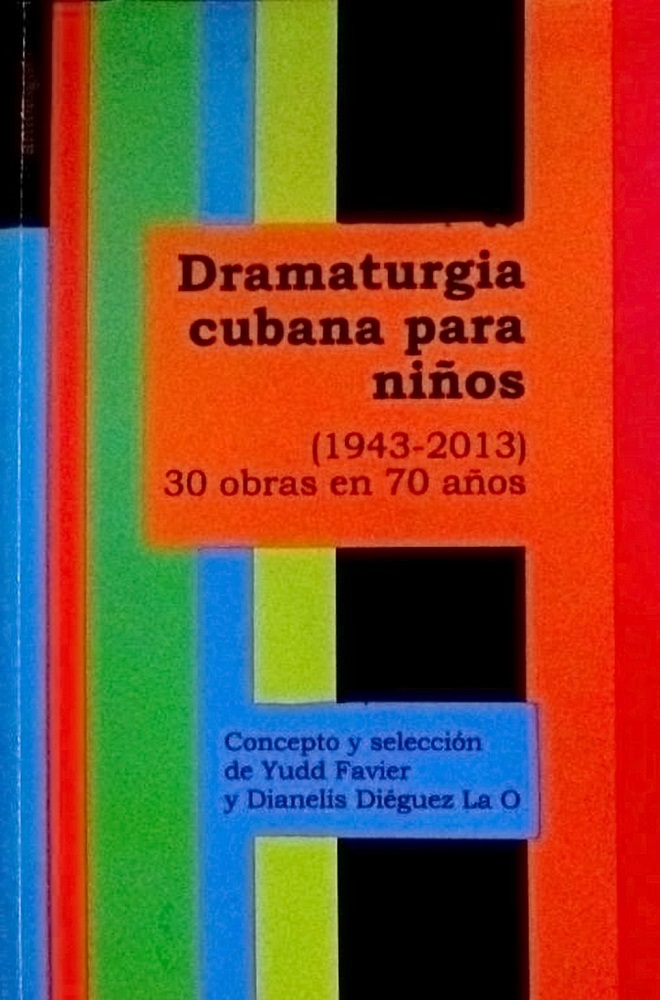 Dramaturgia
cubana para
niños
(1943-2013)
30 obras en 70 años
Concepto y selección
de Yudd Favier
y Dianelis Diéguez La O